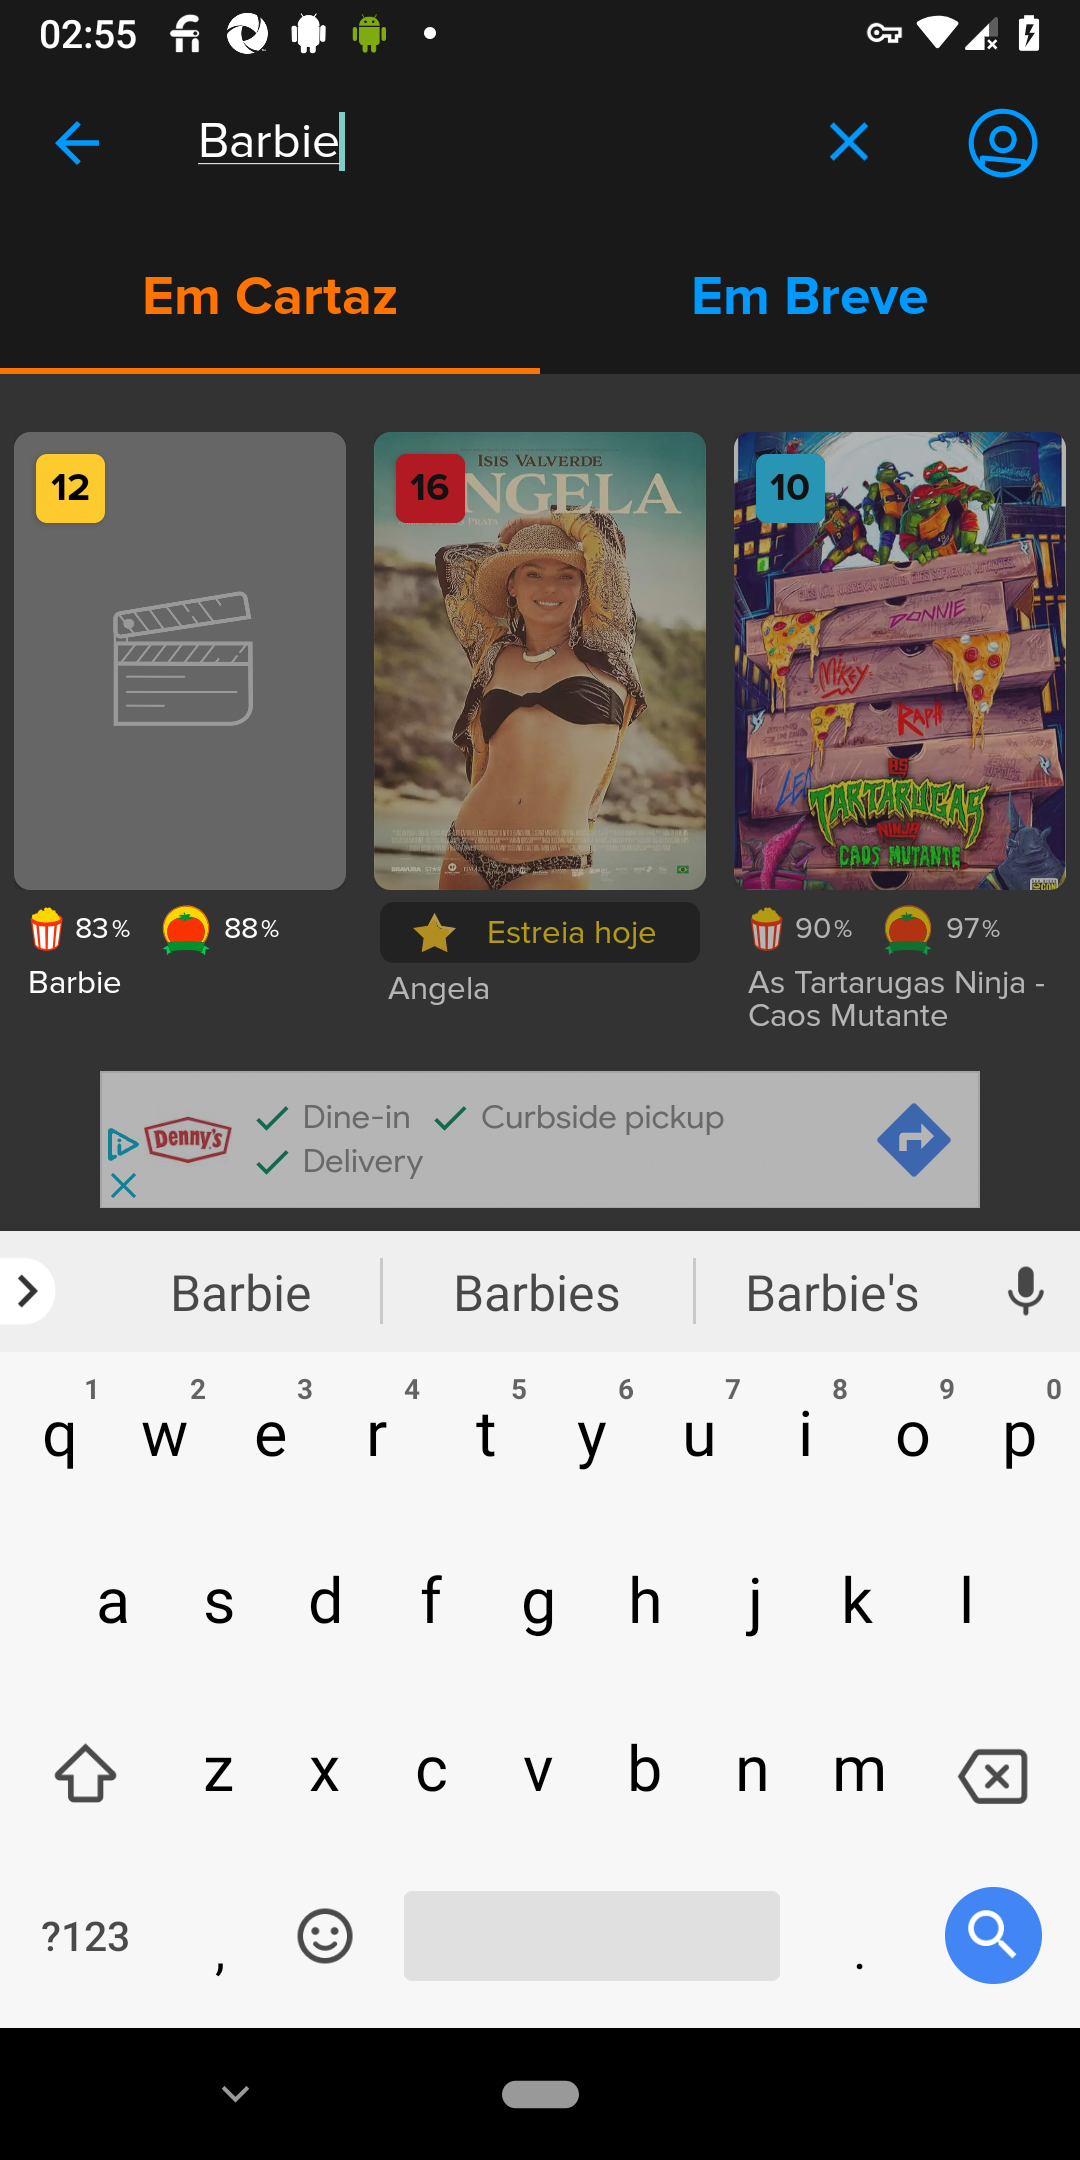 02:55
Barbie
Em Cartaz
Em Breve
12
16
10
ISIS VALVERDE
ANGELA
DONNIE
MIKEY
RAPH
LEO
AS
TARTARUGAS
NINJA
CAOS MUTANTE
83%
88%
Barbie
Estreia hoje
Angela
90%
97%
As Tartarugas Ninja -
Caos Mutante
Denny's
Dine-in
Curbside pickup
Delivery
Barbie
Barbies
Barbie's
1 2 3 4 5 6 7 8 9 0
q w e r t y u i o p
a s d f g h j k l
z x c v b n m
?123 , .